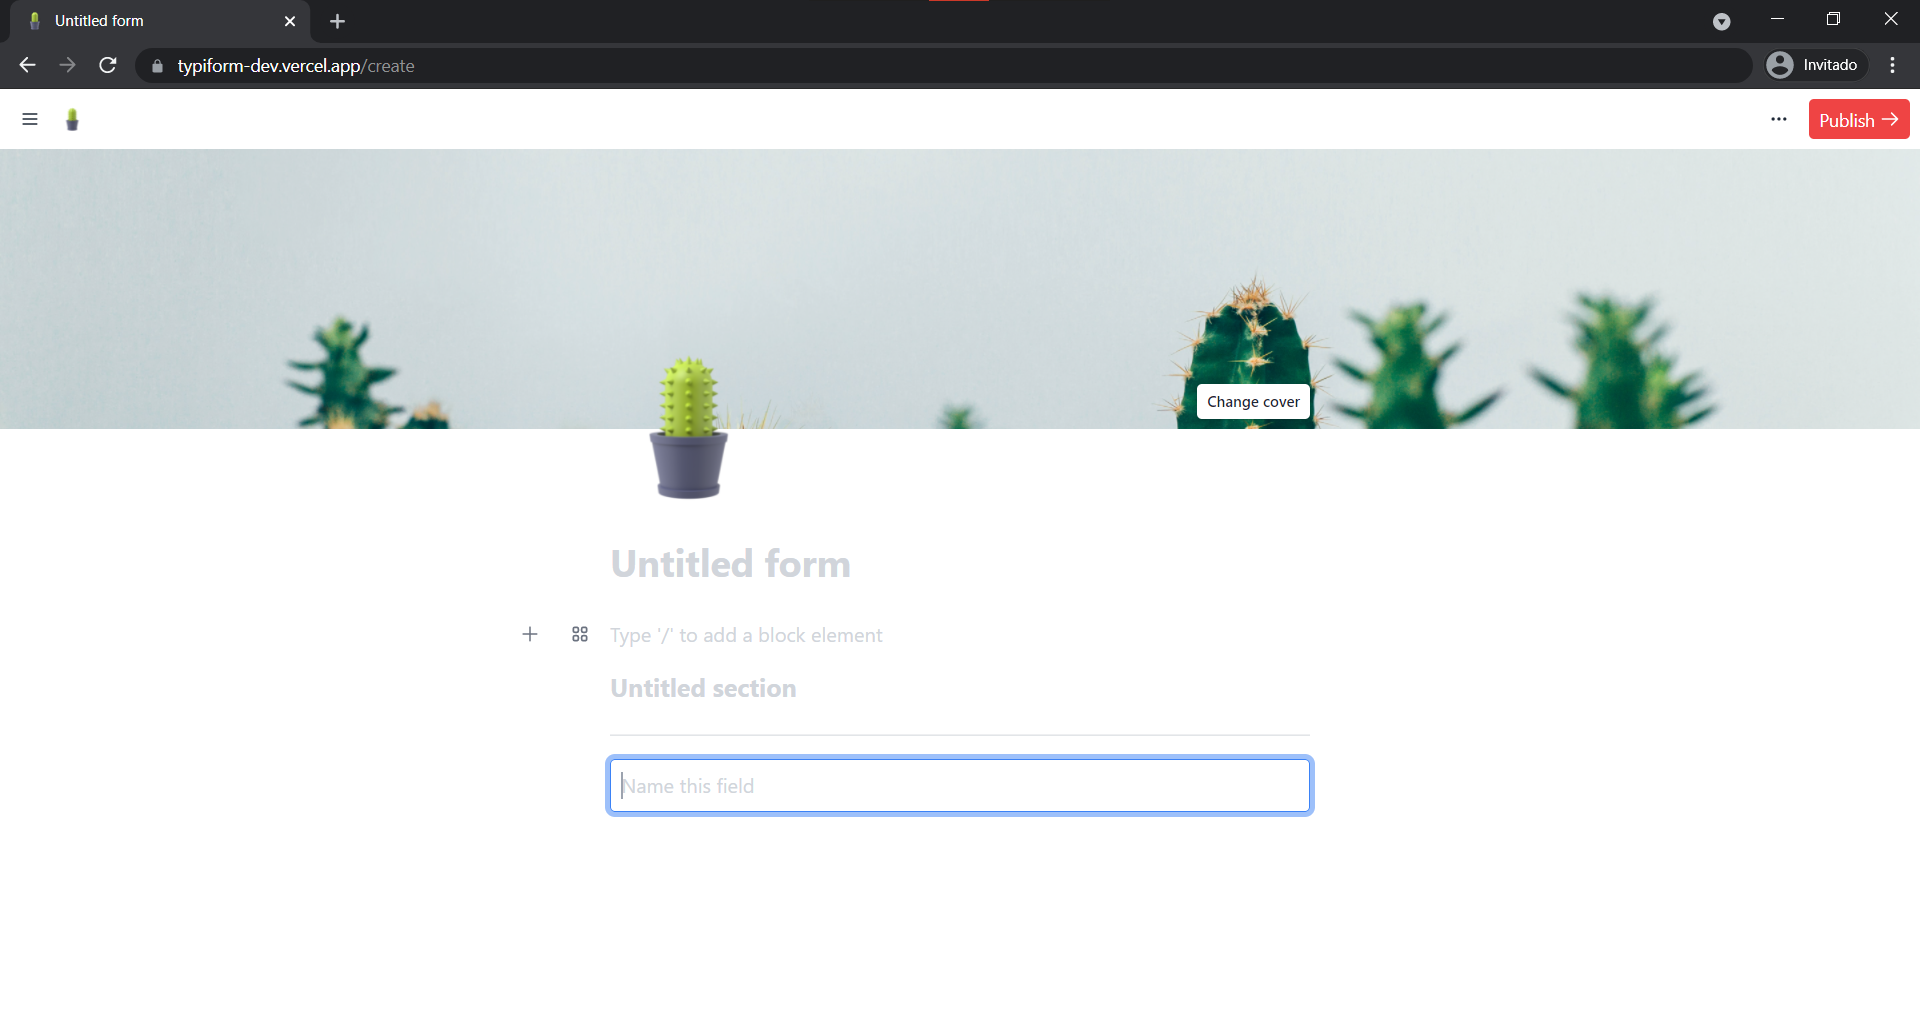 Untitled form
typiform-dev.vercel.app/create
Invitado
Publish →
Change cover
Untitled form
Type '/' to add a block element
Untitled section
Name this field